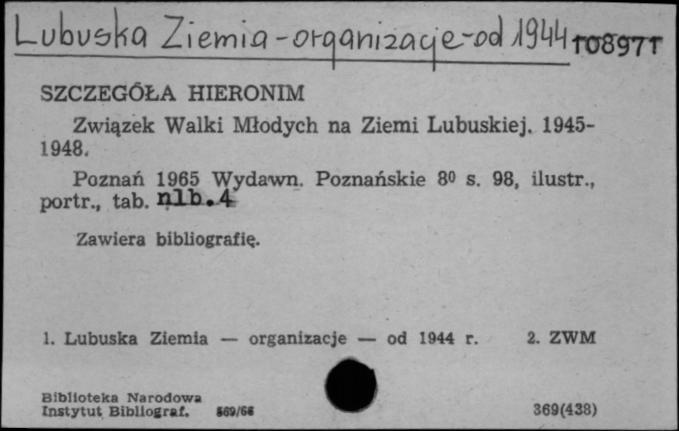 Lubuska Ziemia - organizacje - od 1944 108971
SZCZEGÓŁA HIERONIM
Związek Walki Młodych na Ziemi Lubuskiej. 1945-
1948.
Poznań 1965 Wydawn. Poznańskie 8⁰ s. 98, ilustr.,
portr., tab. nlb. 4
Zawiera bibliografię.
1. Lubuska Ziemia — organizacje — od 1944 r. 2. ZWM
Biblioteka Narodowa
Instytut Bibliograf. 569/66 369(438)